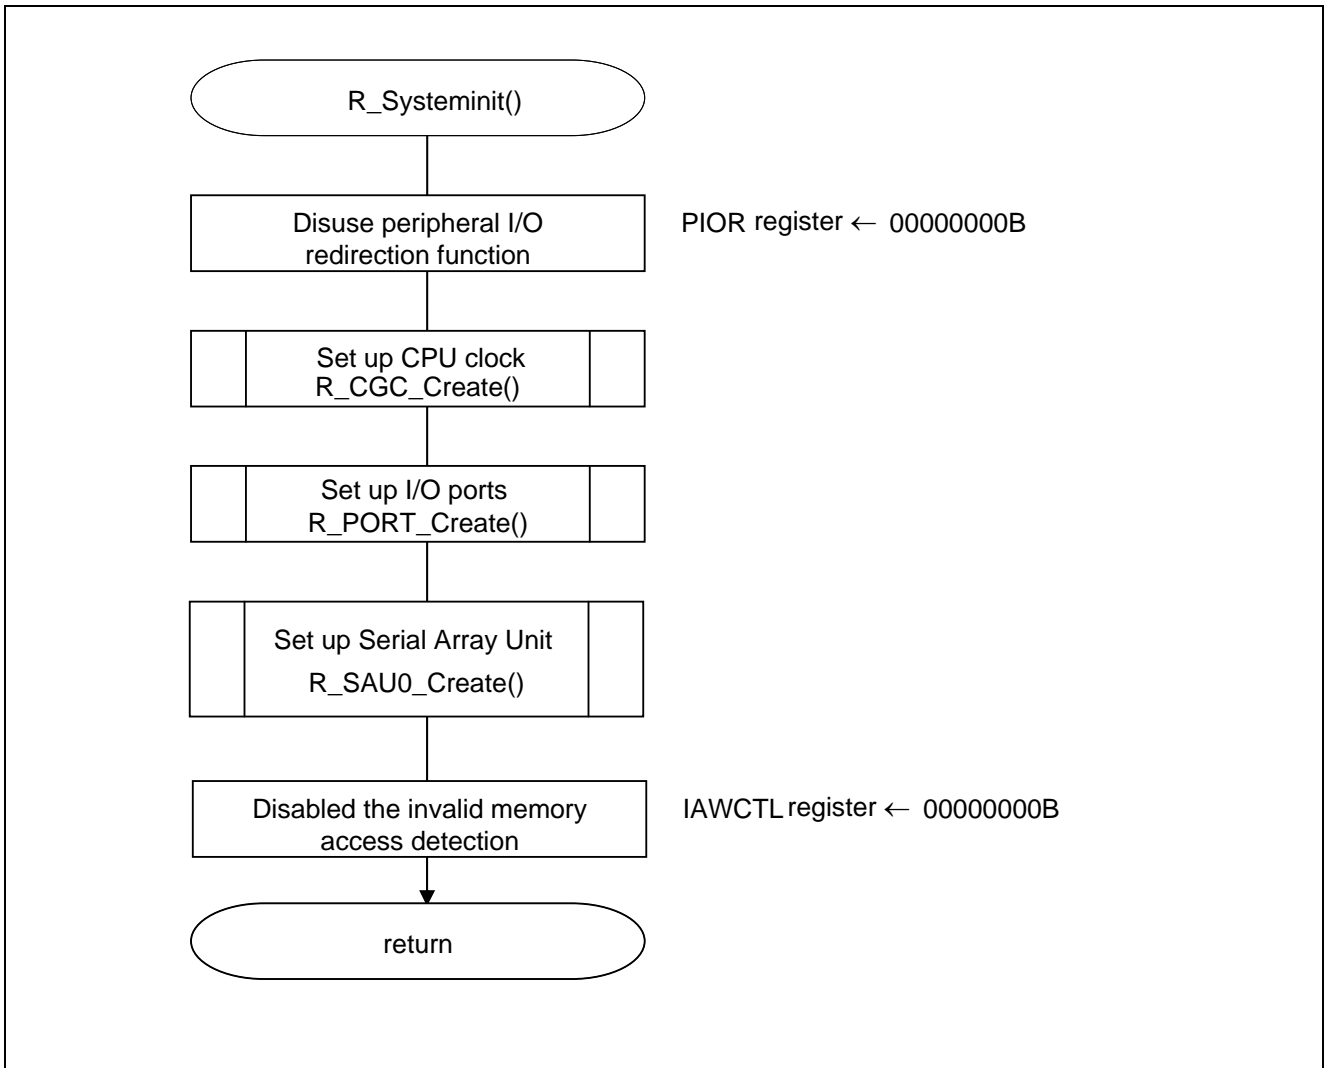 R_Systeminit()
Disuse peripheral I/O
redirection function
PIOR register ← 00000000B
Set up CPU clock
R_CGC_Create()
Set up I/O ports
R_PORT_Create()
Set up Serial Array Unit
R_SAU0_Create()
Disabled the invalid memory
access detection
IAWCTL register ← 00000000B
return